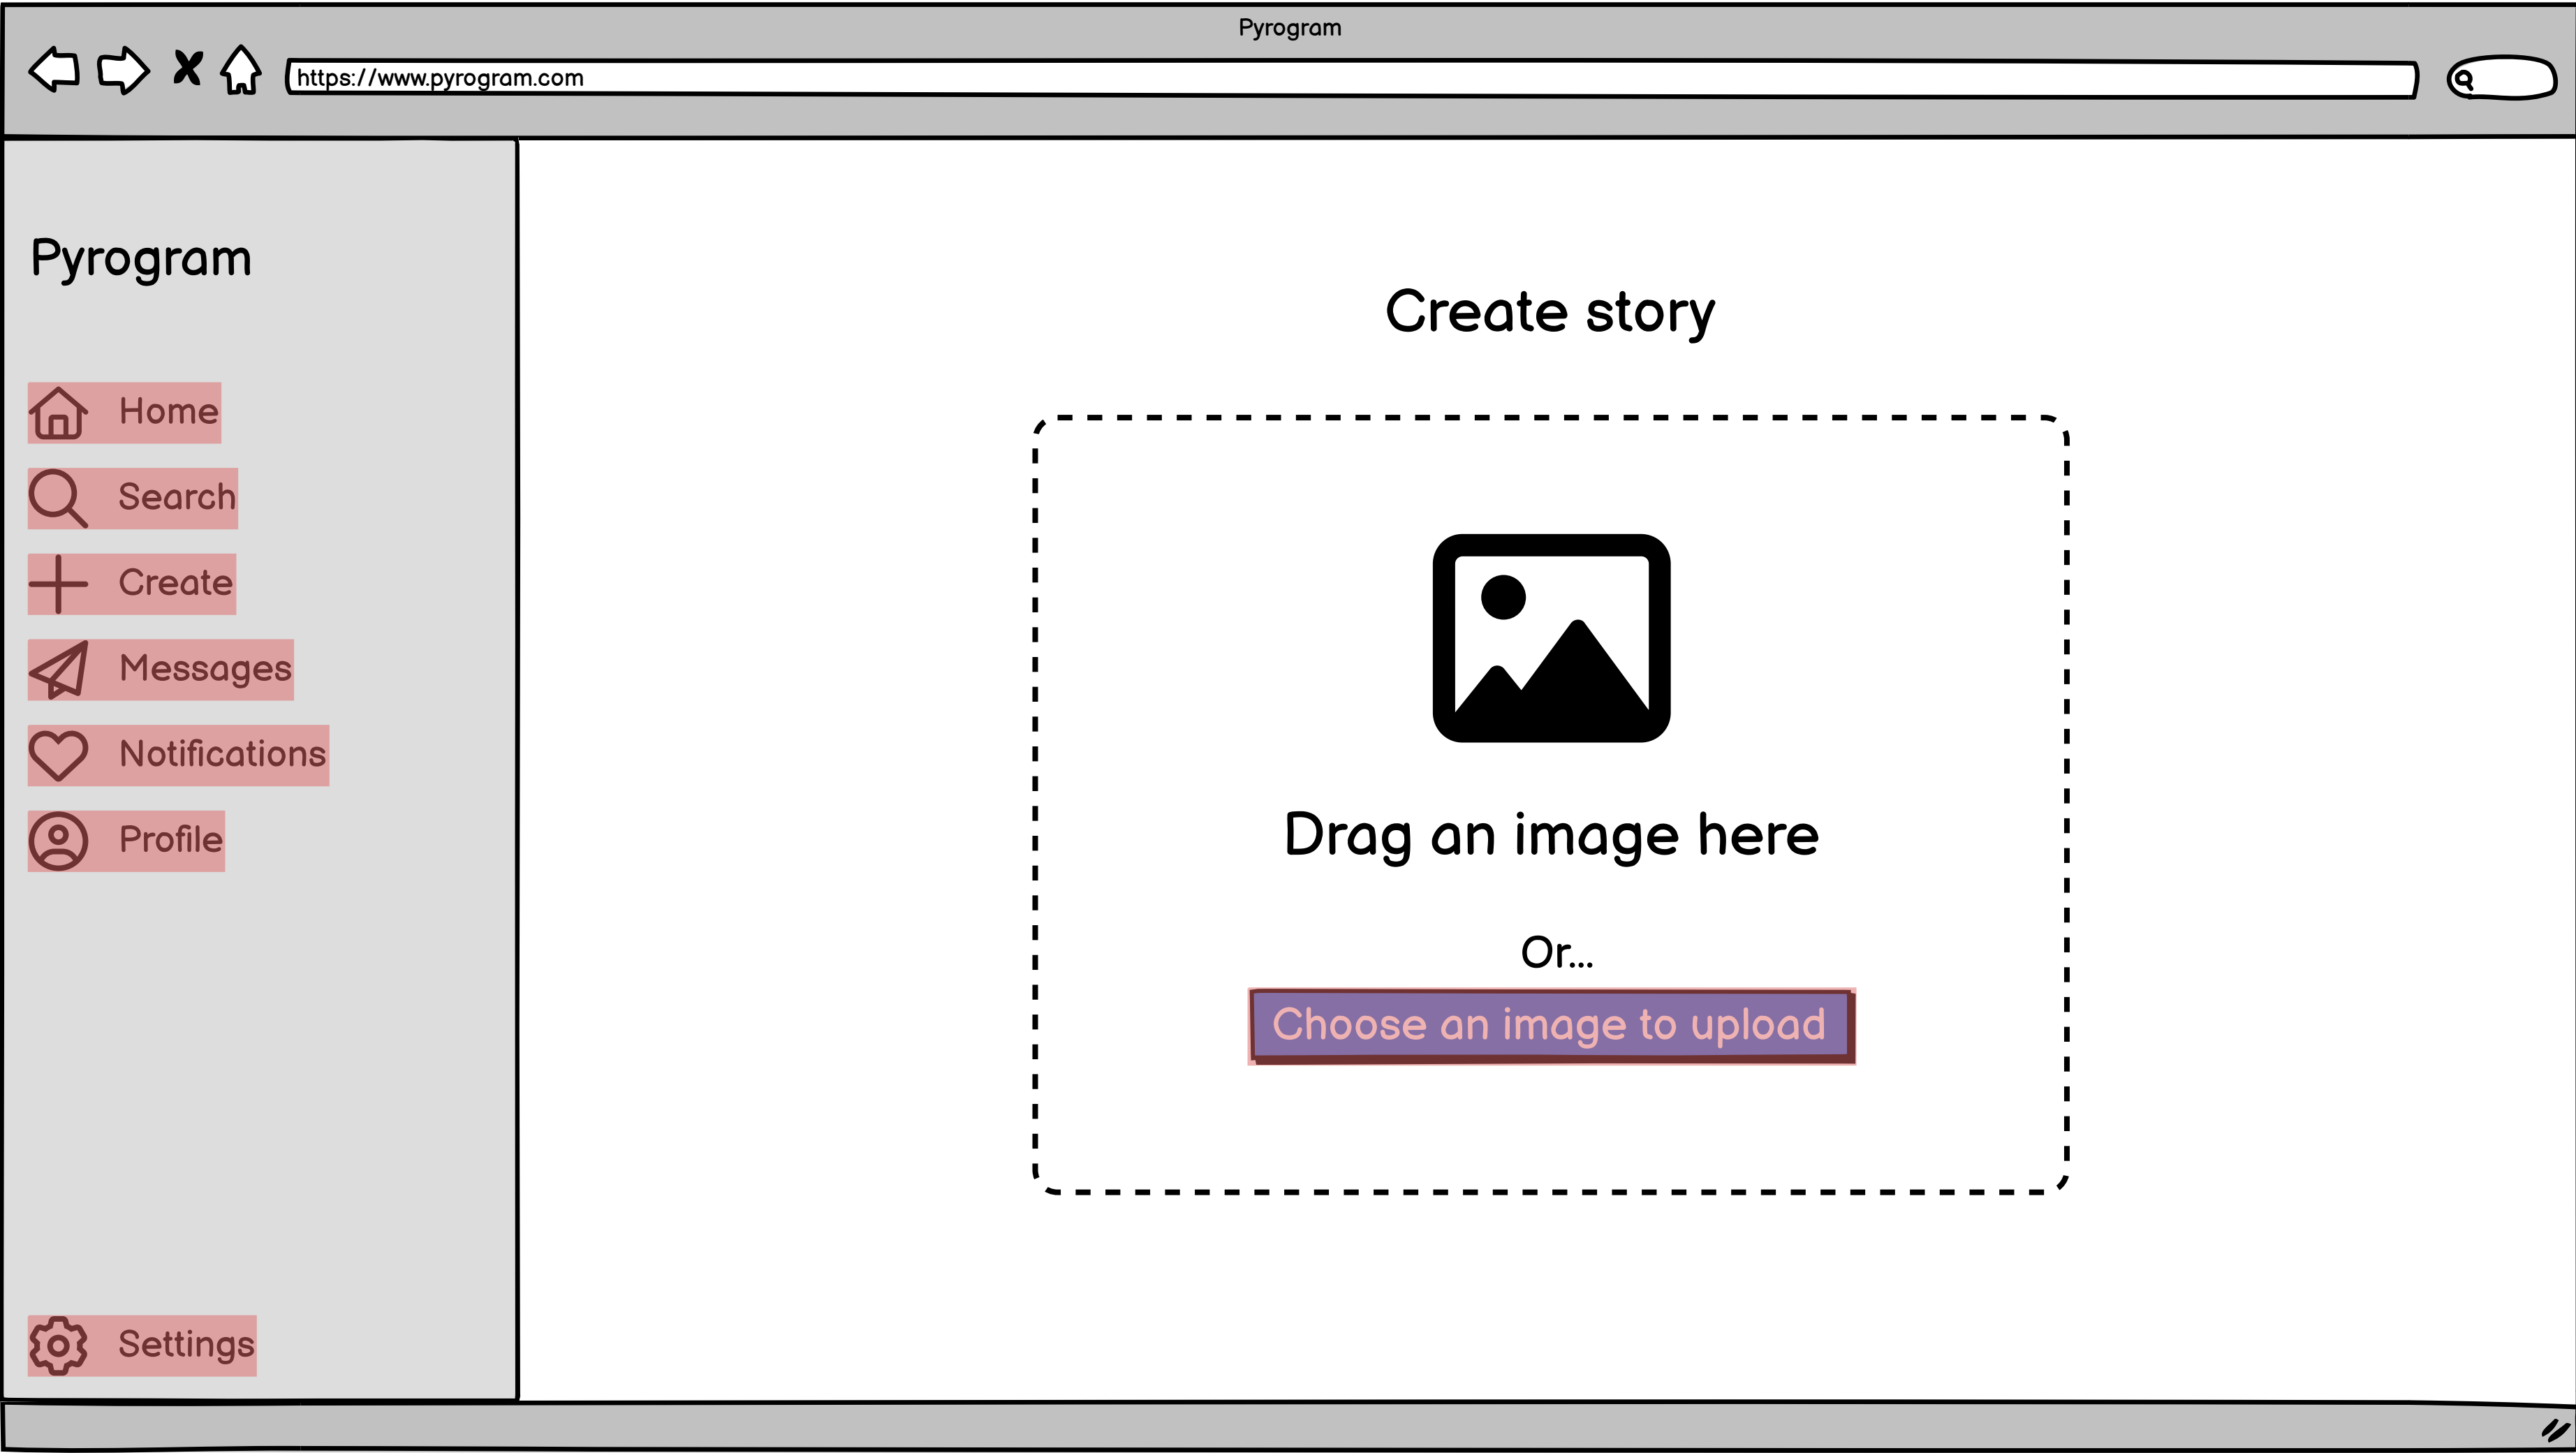 Pyrogram
https://www.pyrogram.com
Pyrogram
Home
Search
Create
Messages
Notifications
Profile
Settings
Create story
Drag an image here
Or...
Choose an image to upload